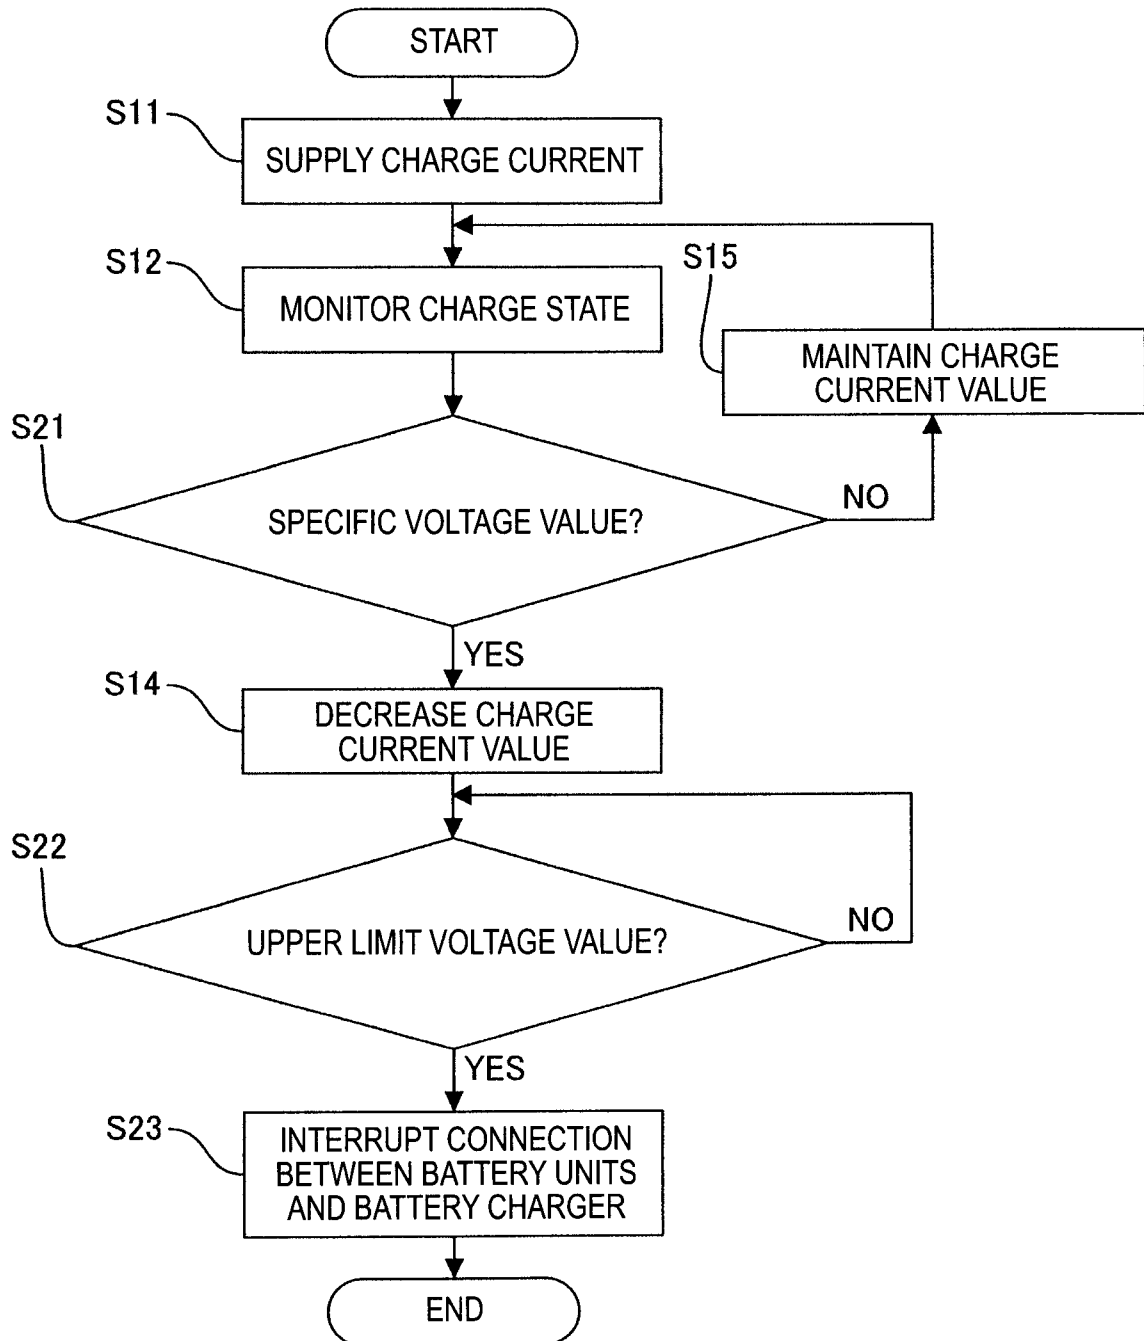 START
S11
SUPPLY CHARGE CURRENT
S12
MONITOR CHARGE STATE
S15
MAINTAIN CHARGE
CURRENT VALUE
S21
SPECIFIC VOLTAGE VALUE?
NO
YES
S14
DECREASE CHARGE
CURRENT VALUE
S22
UPPER LIMIT VOLTAGE VALUE?
NO
YES
S23
INTERRUPT CONNECTION
BETWEEN BATTERY UNITS
AND BATTERY CHARGER
END